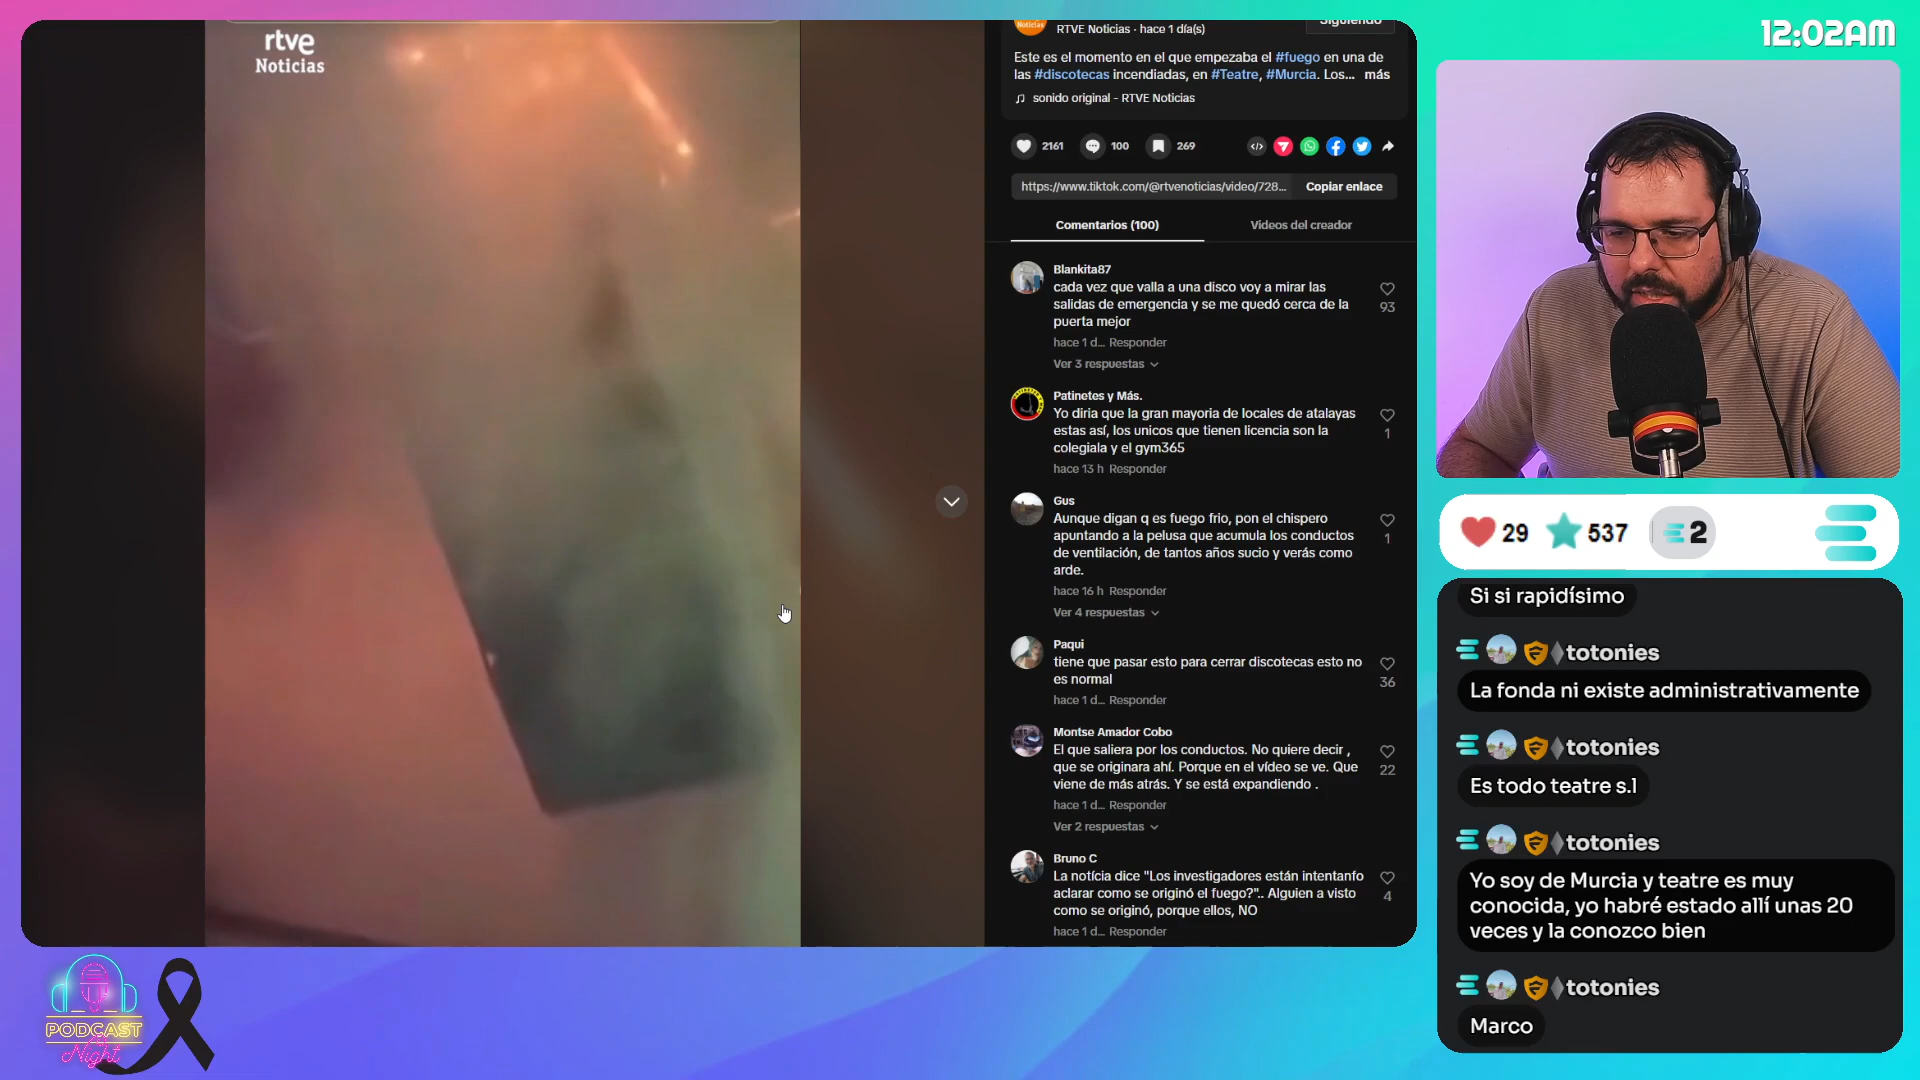 rtve
Noticias
Noticias
RTVE Noticias · hace 1 día(s)
Siguiendo
Este es el momento en el que empezaba el #fuego en una de
las #discotecas incendiadas, en #Teatre, #Murcia. Los... más
sonido original - RTVE Noticias
2161
100
269
https://www.tiktok.com/@rtvenoticias/video/728...
Copiar enlace
Comentarios (100)
Videos del creador
Blankita87
cada vez que valla a una disco voy a mirar las
salidas de emergencia y se me quedó cerca de la
puerta mejor
93
hace 1 d... Responder
Ver 3 respuestas
Patinetes y Más.
Yo diria que la gran mayoria de locales de atalayas
estas así, los unicos que tienen licencia son la
colegiala y el gym365
1
hace 13 h Responder
Gus
Aunque digan q es fuego frio, pon el chispero
apuntando a la pelusa que acumula los conductos
de ventilación, de tantos años sucio y verás como
arde.
1
hace 16 h Responder
Ver 4 respuestas
Paqui
tiene que pasar esto para cerrar discotecas esto no
es normal
36
hace 1 d... Responder
Montse Amador Cobo
El que saliera por los conductos. No quiere decir ,
que se originara ahí. Porque en el vídeo se ve. Que
viene de más atrás. Y se está expandiendo .
22
hace 1 d... Responder
Ver 2 respuestas
Bruno C
La notícia dice "Los investigadores están intentanfo
aclarar como se originó el fuego?".. Alguien a visto
como se originó, porque ellos, NO
4
hace 1 d... Responder
12:02AM
29
537
2
Si si rapidísimo
totonies
La fonda ni existe administrativamente
totonies
Es todo teatre s.l
totonies
Yo soy de Murcia y teatre es muy
conocida, yo habré estado allí unas 20
veces y la conozco bien
totonies
Marco
PODCAST
Night